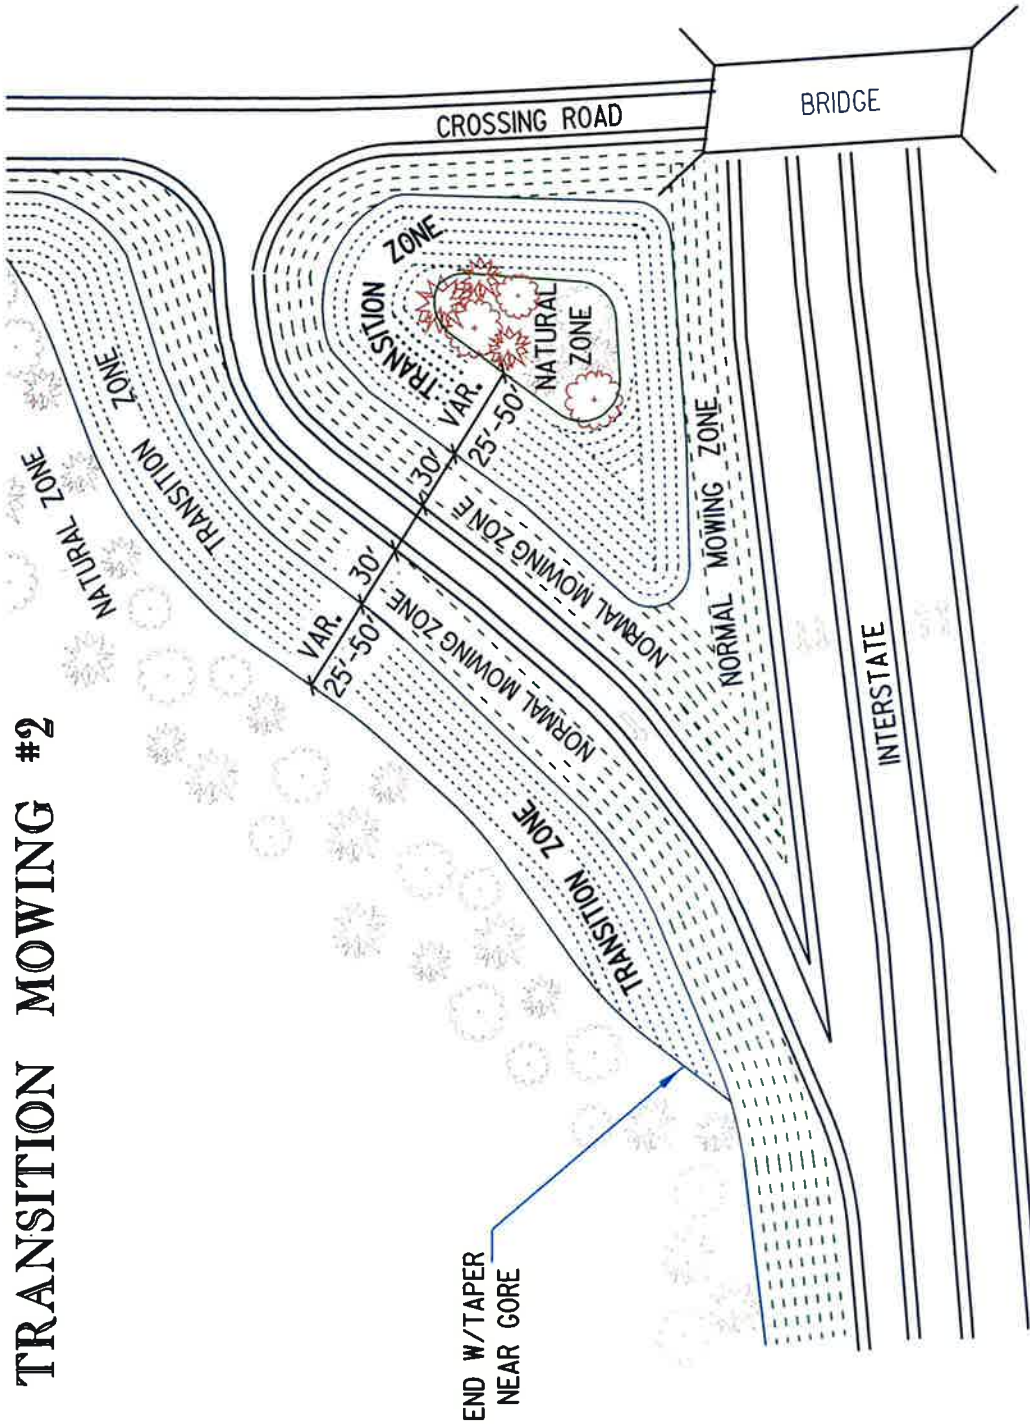 TRANSITION MOWING #2
CROSSING ROAD
BRIDGE
TRANSITION ZONE
NATURAL
ZONE
VAR.
25'-50'
30'
NORMAL MOWING ZONE
NORMAL MOWING ZONE
NATURAL ZONE
TRANSITION ZONE
30'
VAR.
25'-50'
NORMAL MOWING ZONE
TRANSITION ZONE
INTERSTATE
END W/TAPER
NEAR GORE